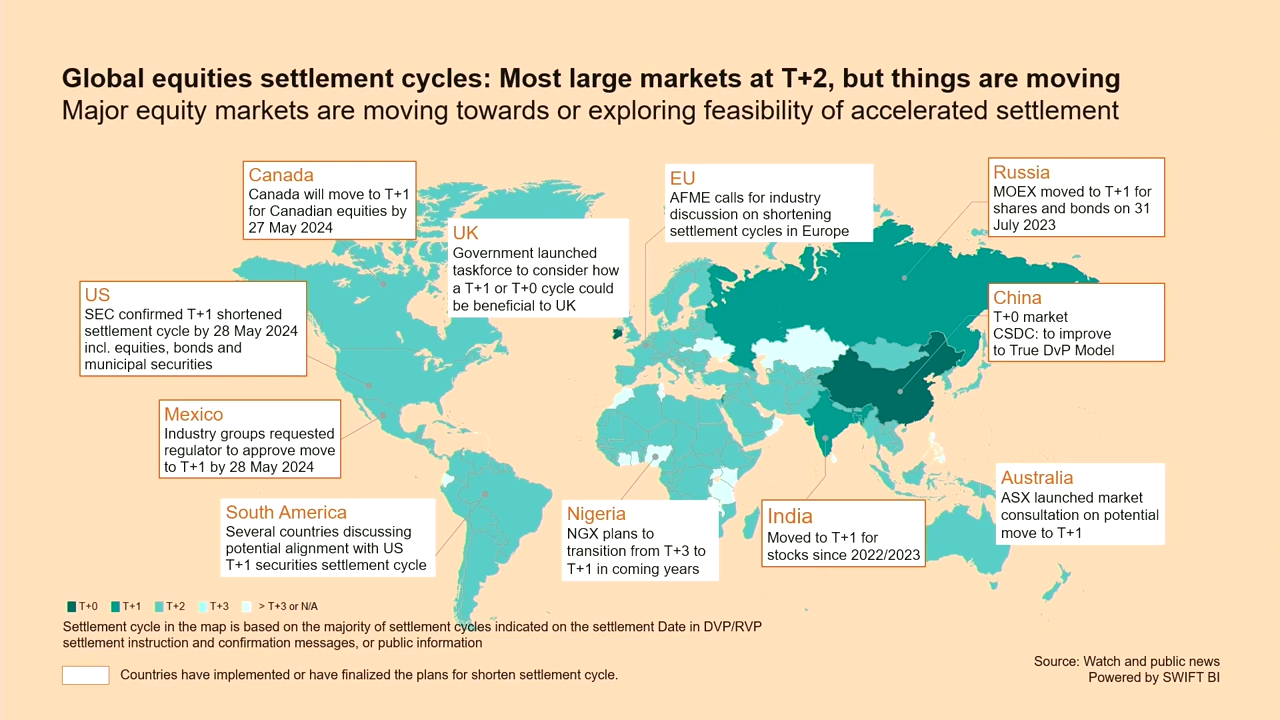 Global equities settlement cycles: Most large markets at T+2, but things are moving
Major equity markets are moving towards or exploring feasibility of accelerated settlement
Canada
Canada will move to T+1
for Canadian equities by
27 May 2024
UK
Government launched
taskforce to consider how
a T+1 or T+0 cycle could
be beneficial to UK
EU
AFME calls for industry
discussion on shortening
settlement cycles in Europe
Russia
MOEX moved to T+1 for
shares and bonds on 31
July 2023
US
SEC confirmed T+1 shortened
settlement cycle by 28 May 2024
incl. equities, bonds and
municipal securities
China
T+0 market
CSDC: to improve
to True DvP Model
Mexico
Industry groups requested
regulator to approve move
to T+1 by 28 May 2024
South America
Several countries discussing
potential alignment with US
T+1 securities settlement cycle
Nigeria
NGX plans to
transition from T+3 to
T+1 in coming years
India
Moved to T+1 for
stocks since 2022/2023
Australia
ASX launched market
consultation on potential
move to T+1
T+0 T+1 T+2 T+3 > T+3 or N/A
Settlement cycle in the map is based on the majority of settlement cycles indicated on the settlement Date in DVP/RVP
settlement instruction and confirmation messages, or public information
Countries have implemented or have finalized the plans for shorten settlement cycle.
Source: Watch and public news
Powered by SWIFT BI